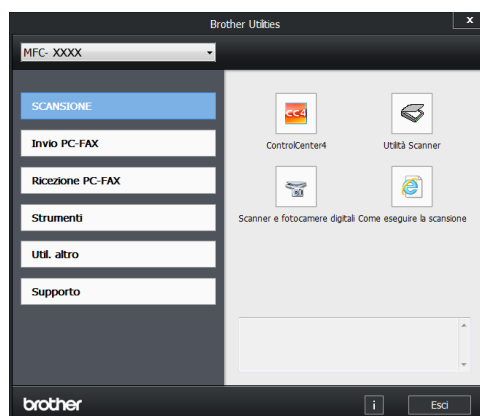 Brother Utilities
x
MFC- XXXX
SCANSIONE
Invio PC-FAX
Ricezione PC-FAX
Strumenti
Util. altro
Supporto
CC4
ControlCenter4
Utilità Scanner
Scanner e fotocamere digitali
Come eseguire la scansione
brother
i
Esci